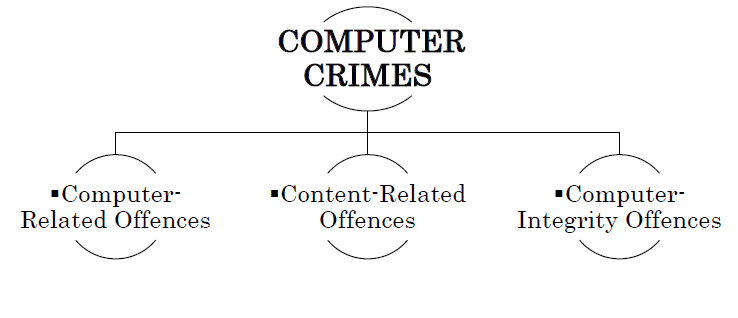 COMPUTER
CRIMES
▪Computer-
Related Offences
▪Content-Related
Offences
▪Computer-
Integrity Offences